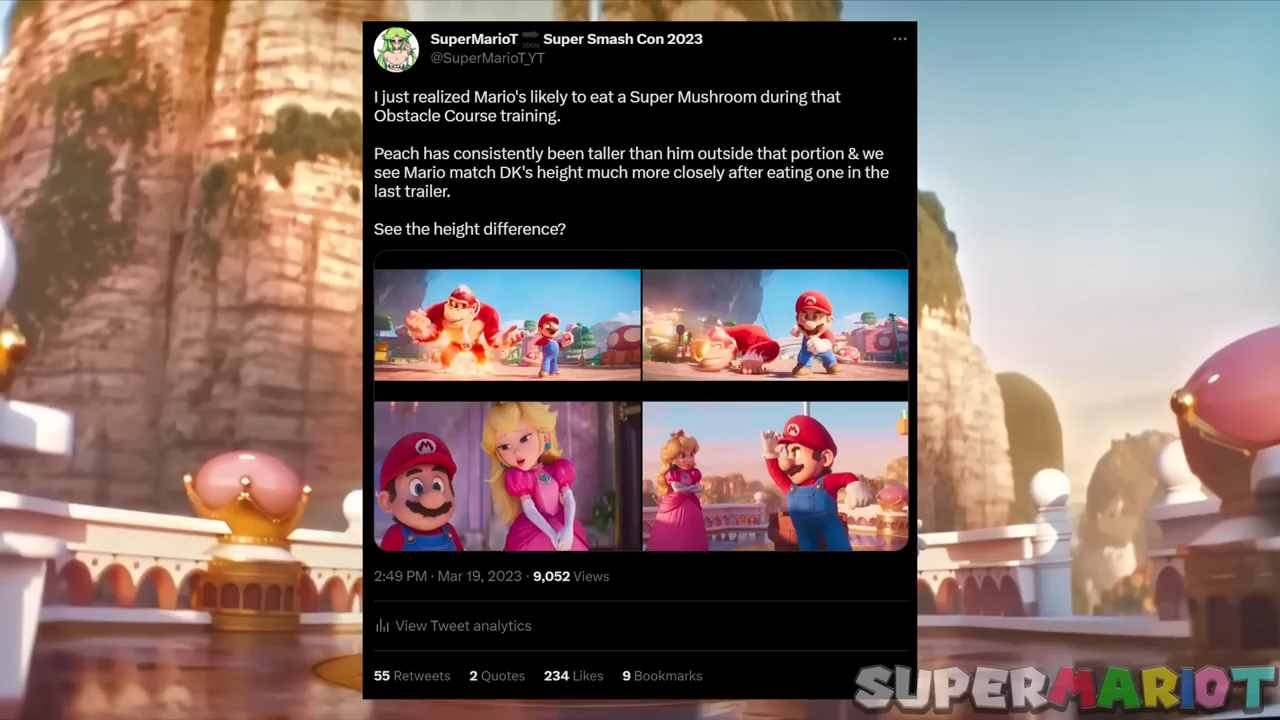 SuperMarioT SOON Super Smash Con 2023
@SuperMarioT_YT
I just realized Mario's likely to eat a Super Mushroom during that
Obstacle Course training.
Peach has consistently been taller than him outside that portion & we
see Mario match DK's height much more closely after eating one in the
last trailer.
See the height difference?
2:49 PM · Mar 19, 2023 · 9,052 Views
View Tweet analytics
55 Retweets 2 Quotes 234 Likes 9 Bookmarks
SUPERMARIOT